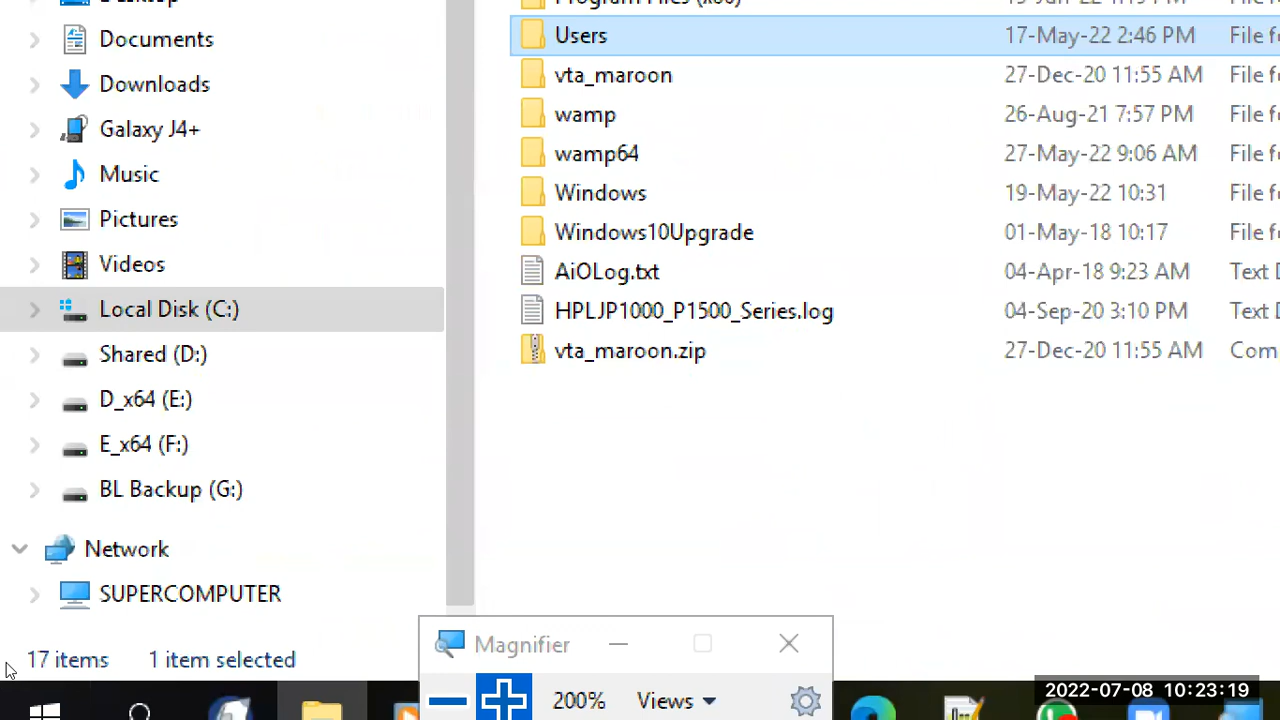 Desktop
Documents
Downloads
Galaxy J4+
Music
Pictures
Videos
Local Disk (C:)
Shared (D:)
D_x64 (E:)
E_x64 (F:)
BL Backup (G:)
Network
SUPERCOMPUTER
17 items 1 item selected
Program Files (x86)
Users 17-May-22 2:46 PM File f
vta_maroon 27-Dec-20 11:55 AM File f
wamp 26-Aug-21 7:57 PM File f
wamp64 27-May-22 9:06 AM File f
Windows 19-May-22 10:31 File f
Windows10Upgrade 01-May-18 10:17 File f
AiOLog.txt 04-Apr-18 9:23 AM Text D
HPLJP1000_P1500_Series.log 04-Sep-20 3:10 PM Text D
vta_maroon.zip 27-Dec-20 11:55 AM Com
Magnifier
200% Views
2022-07-08 10:23:19